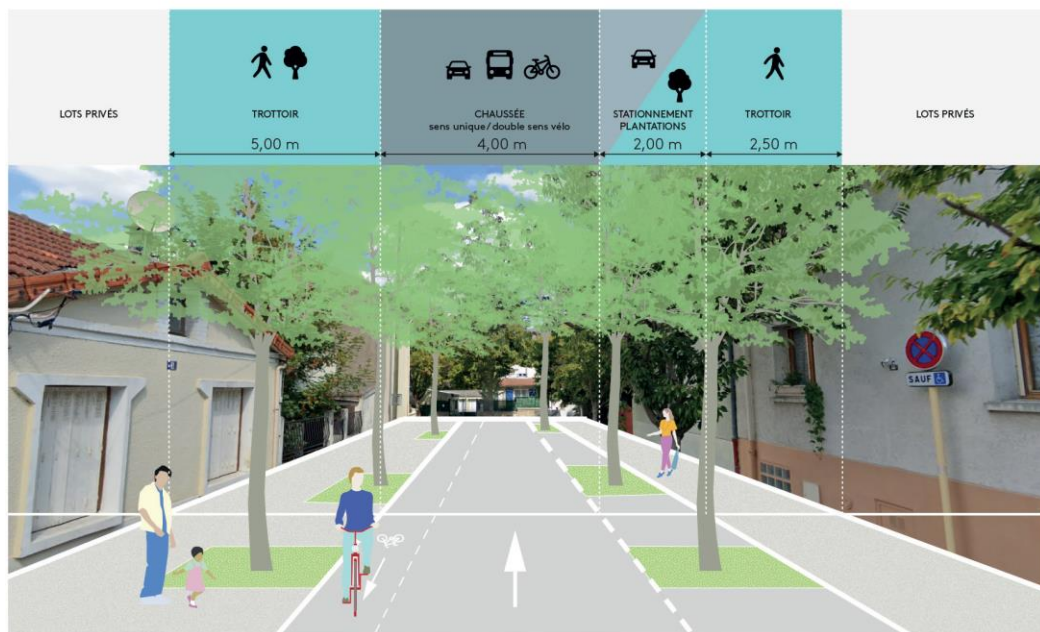 LOTS PRIVÉS
TROTTOIR
5,00 m
CHAUSSÉE
sens unique/double sens vélo
4,00 m
STATIONNEMENT
PLANTATIONS
2,00 m
TROTTOIR
2,50 m
LOTS PRIVÉS
SAUF